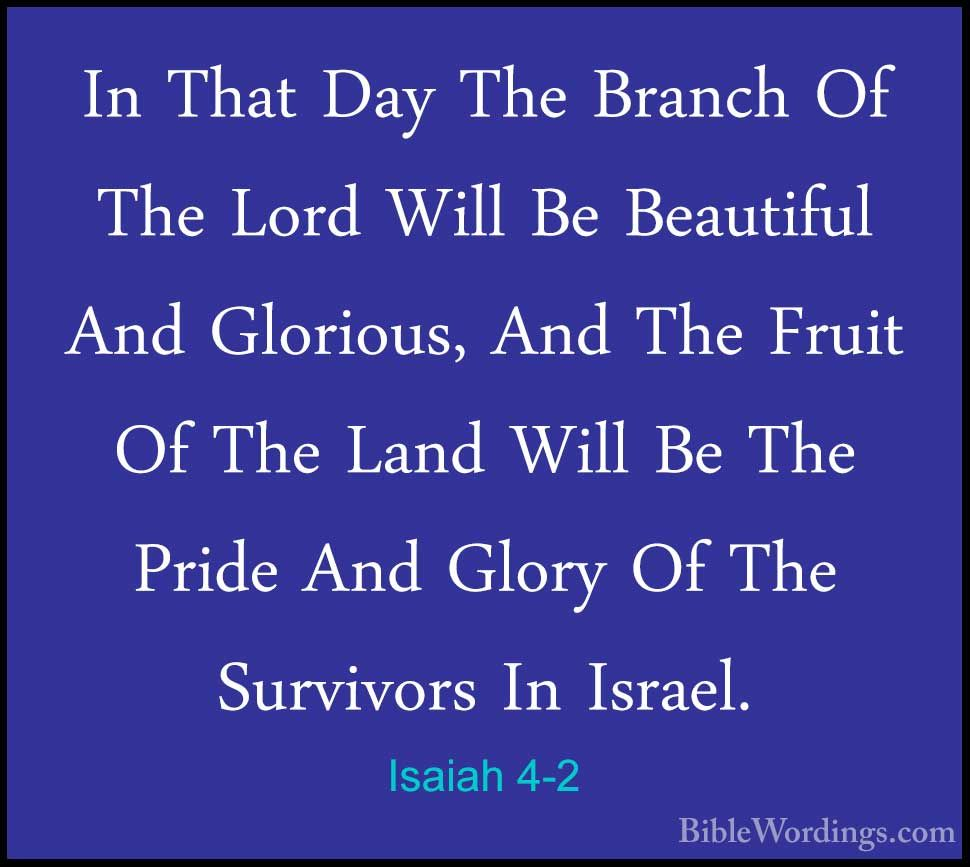 In That Day The Branch Of
The Lord Will Be Beautiful
And Glorious, And The Fruit
Of The Land Will Be The
Pride And Glory Of The
Survivors In Israel.
Isaiah 4-2
BibleWordings.com